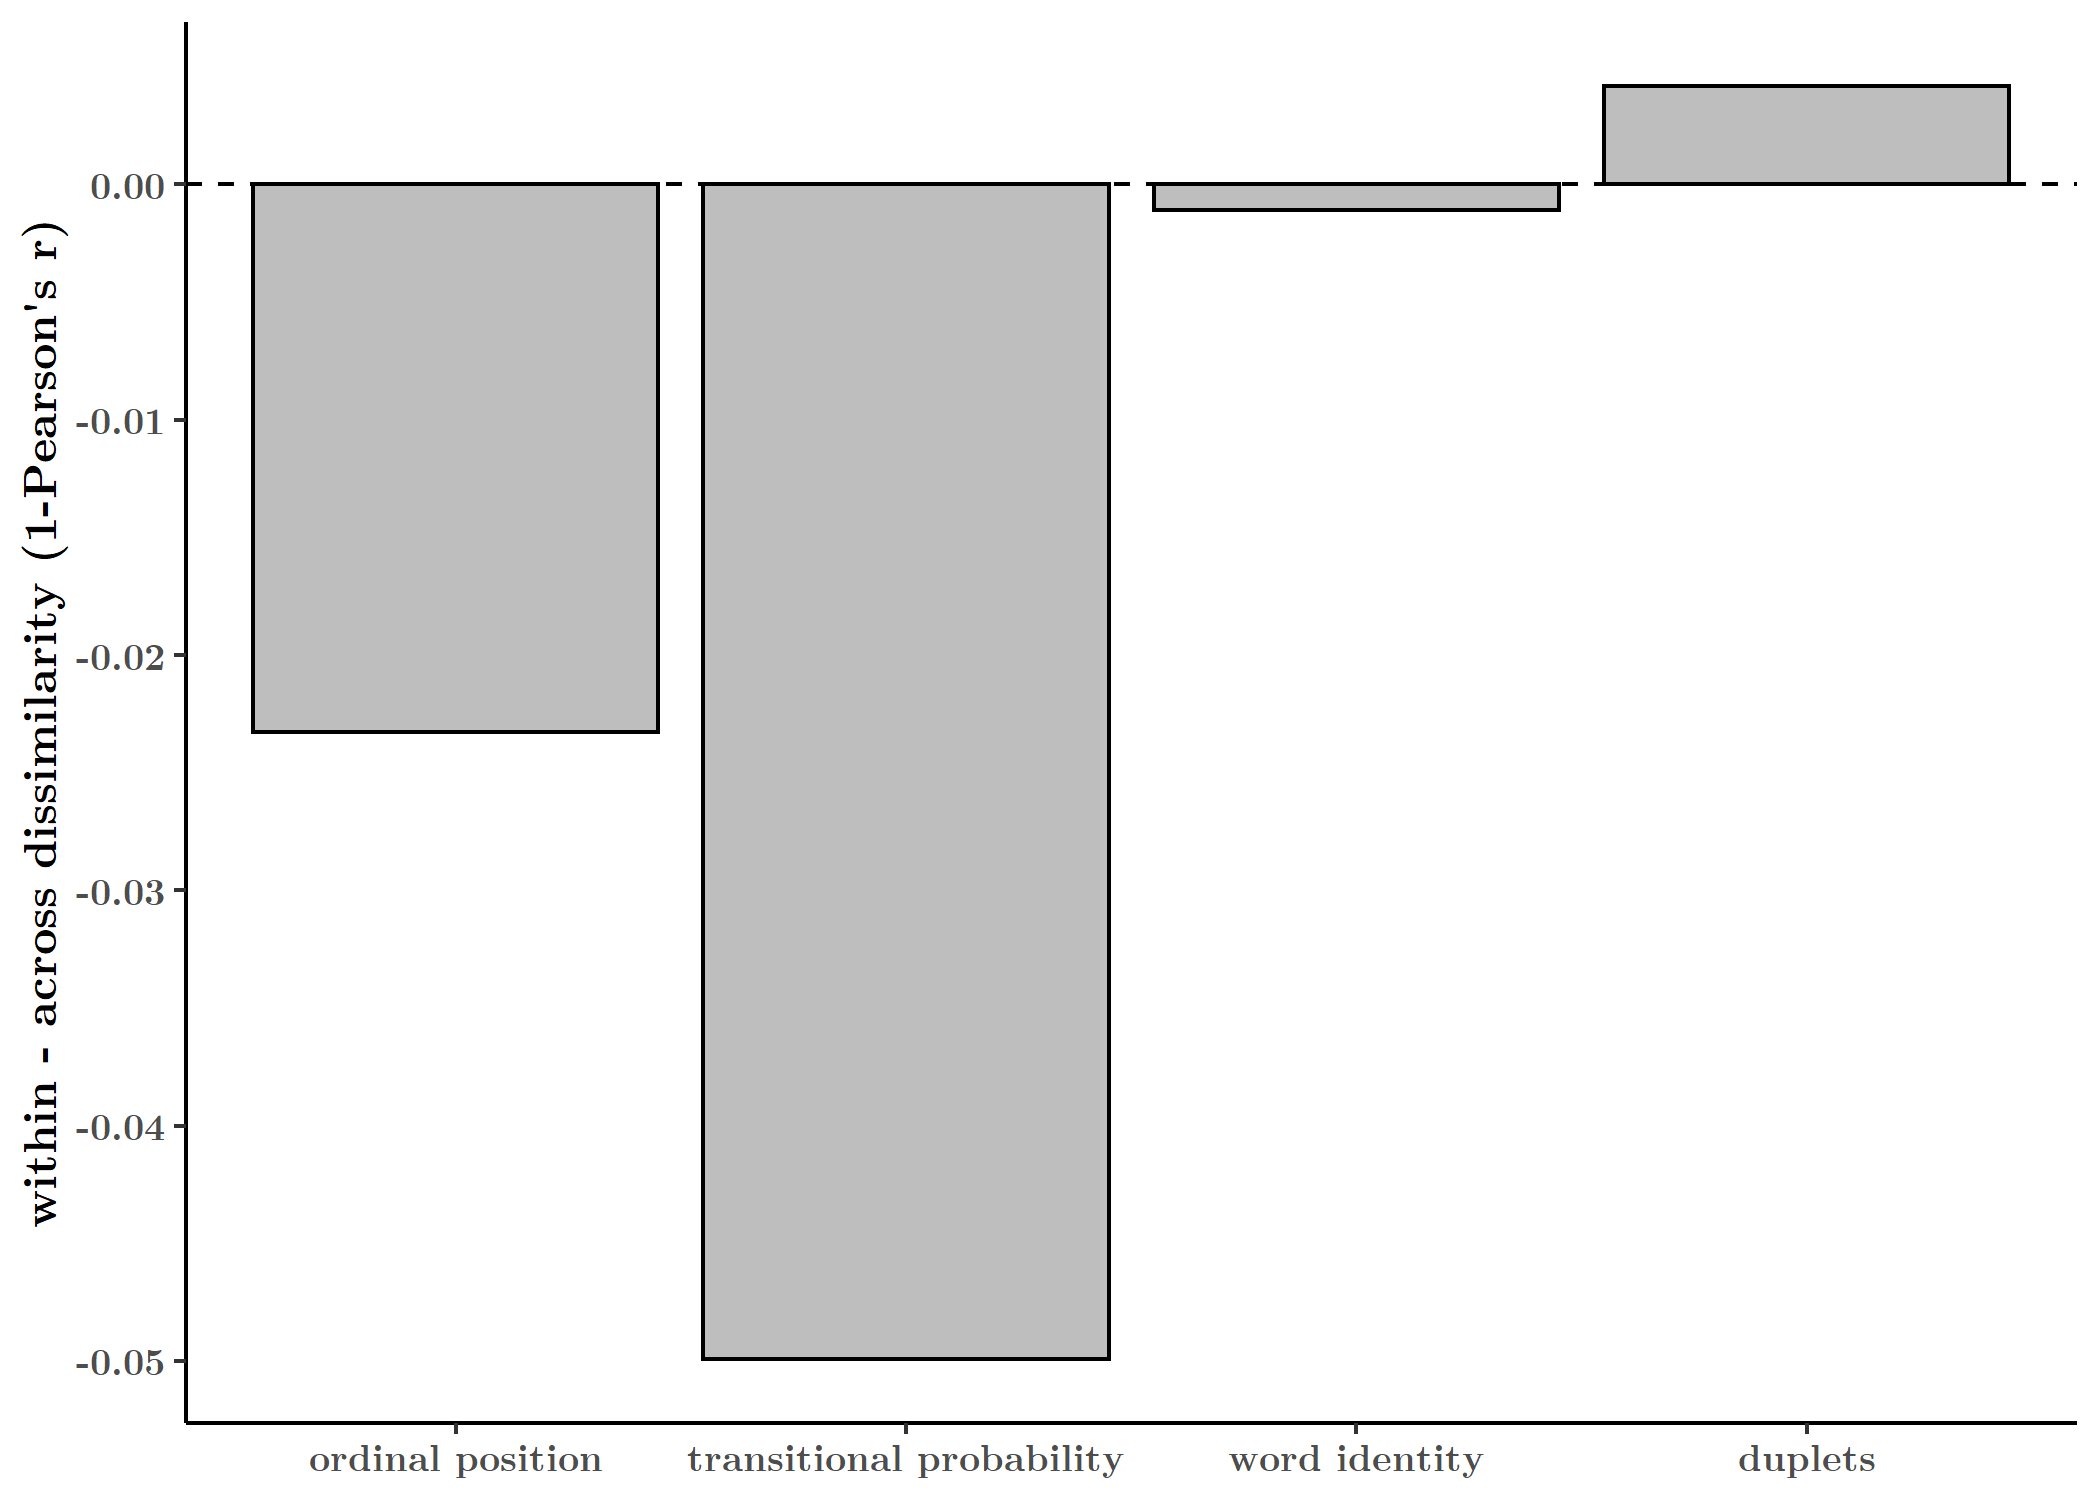 within - across dissimilarity (1-Pearson's r)
0.00
-0.01
-0.02
-0.03
-0.04
-0.05
ordinal position
transitional probability
word identity
duplets